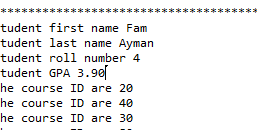 ************************************
tudent first name Fam
tudent last name Ayman
tudent roll number 4
tudent GPA 3.90
he course ID are 20
he course ID are 40
he course ID are 30